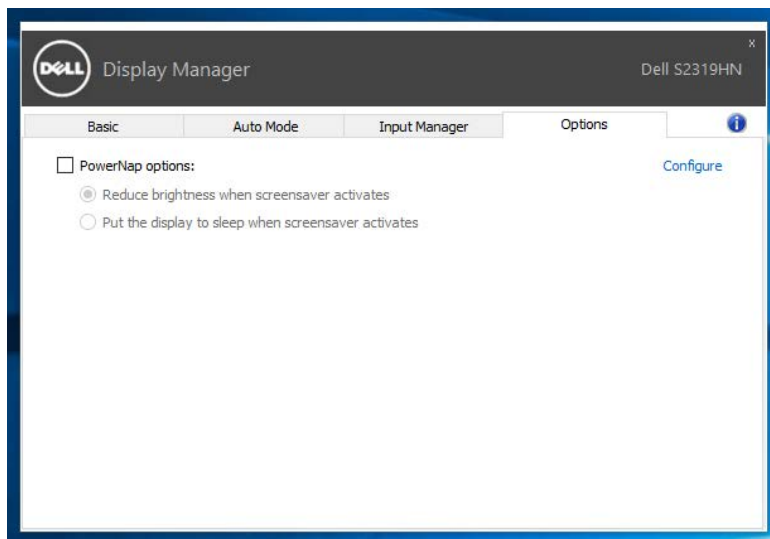 x
DELL Display Manager Dell S2319HN
Basic Auto Mode Input Manager Options i
PowerNap options: Configure
Reduce brightness when screensaver activates
Put the display to sleep when screensaver activates